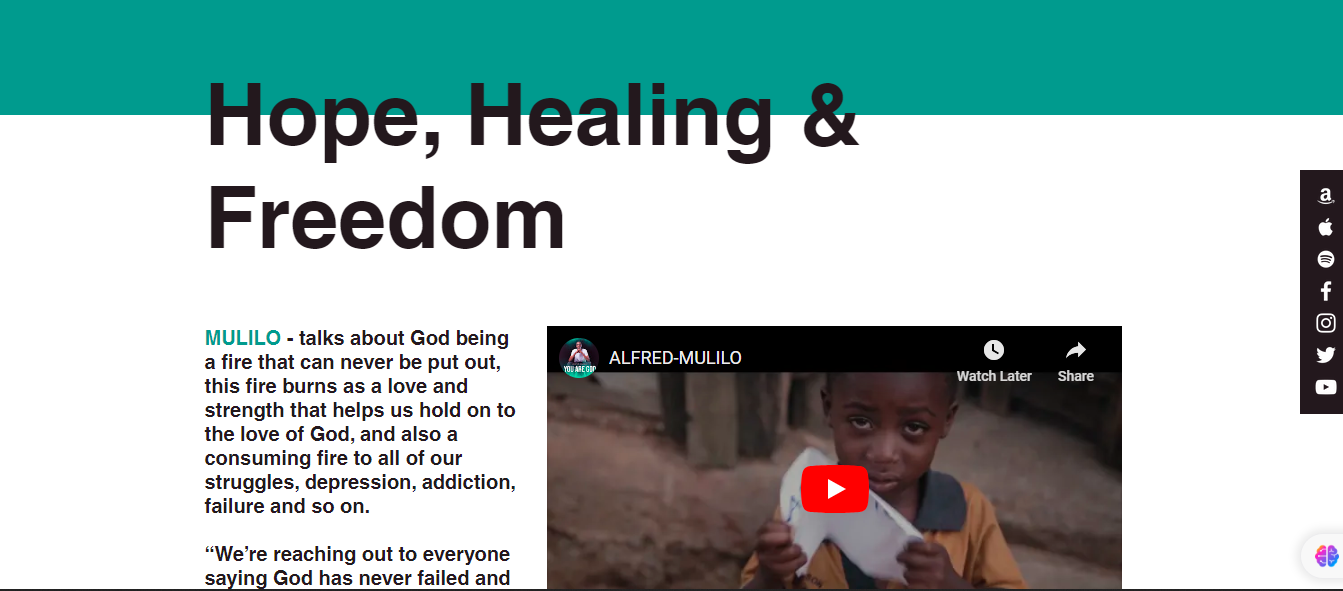 Hope, Healing &
Freedom
MULILO - talks about God being
a fire that can never be put out,
this fire burns as a love and
strength that helps us hold on to
the love of God, and also a
consuming fire to all of our
struggles, depression, addiction,
failure and so on.
“We’re reaching out to everyone
saying God has never failed and
YOU ARE GOD
ALFRED-MULILO
Watch Later
Share